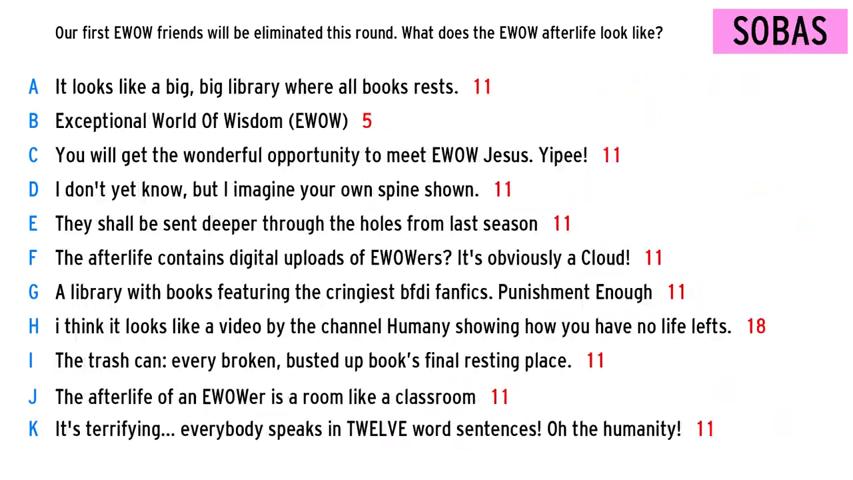 Our first EWOW friends will be eliminated this round. What does the EWOW afterlife look like?
SOBAS
A It looks like a big, big library where all books rests. 11
B Exceptional World Of Wisdom (EWOW) 5
C You will get the wonderful opportunity to meet EWOW Jesus. Yipee! 11
D I don't yet know, but I imagine your own spine shown. 11
E They shall be sent deeper through the holes from last season 11
F The afterlife contains digital uploads of EWOWers? It's obviously a Cloud! 11
G A library with books featuring the cringiest bfdi fanfics. Punishment Enough 11
H i think it looks like a video by the channel Humany showing how you have no life lefts. 18
I The trash can: every broken, busted up book’s final resting place. 11
J The afterlife of an EWOWer is a room like a classroom 11
K It's terrifying... everybody speaks in TWELVE word sentences! Oh the humanity! 11